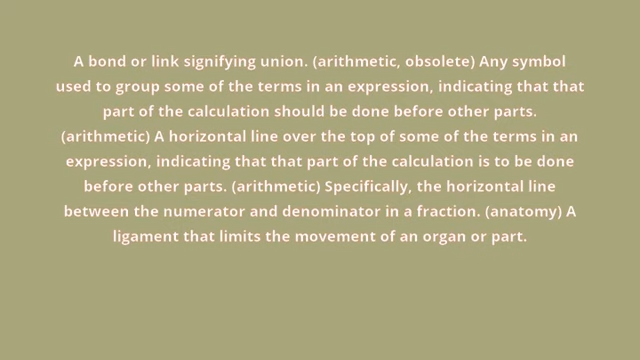 A bond or link signifying union. (arithmetic, obsolete) Any symbol
used to group some of the terms in an expression, indicating that that
part of the calculation should be done before other parts.
(arithmetic) A horizontal line over the top of some of the terms in an
expression, indicating that that part of the calculation is to be done
before other parts. (arithmetic) Specifically, the horizontal line
between the numerator and denominator in a fraction. (anatomy) A
ligament that limits the movement of an organ or part.